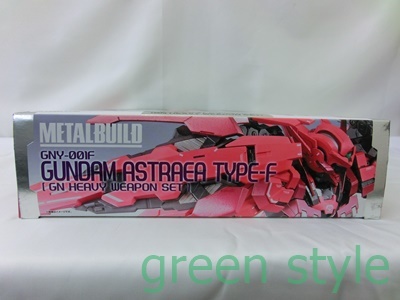 METALBUILD
GNY-001F
GUNDAM ASTRAEA TYPE-F
[GN HEAVY WEAPON SET]
green style